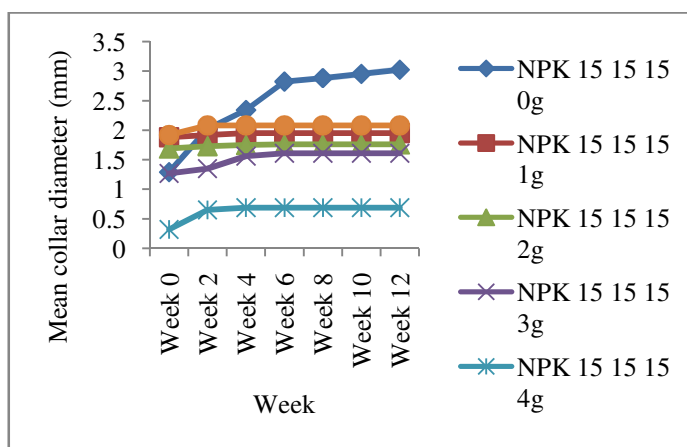 3.5
3
2.5
2
1.5
1
0.5
0
Mean collar diameter (mm)
Week 0
Week 2
Week 4
Week 6
Week 8
Week 10
Week 12
Week
NPK 15 15 15
0g
NPK 15 15 15
1g
NPK 15 15 15
2g
NPK 15 15 15
3g
NPK 15 15 15
4g